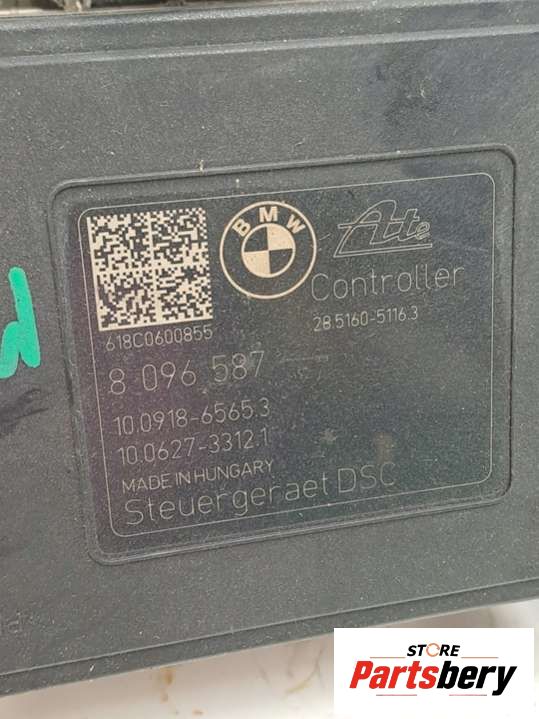 BMW
Ate
Controller
28.5160-5116.3
618C0600855
8 096 587
10.0918-6565.3
10.0627-3312.1
MADE IN HUNGARY
Steuergeraet DSC
STORE
Partsbery